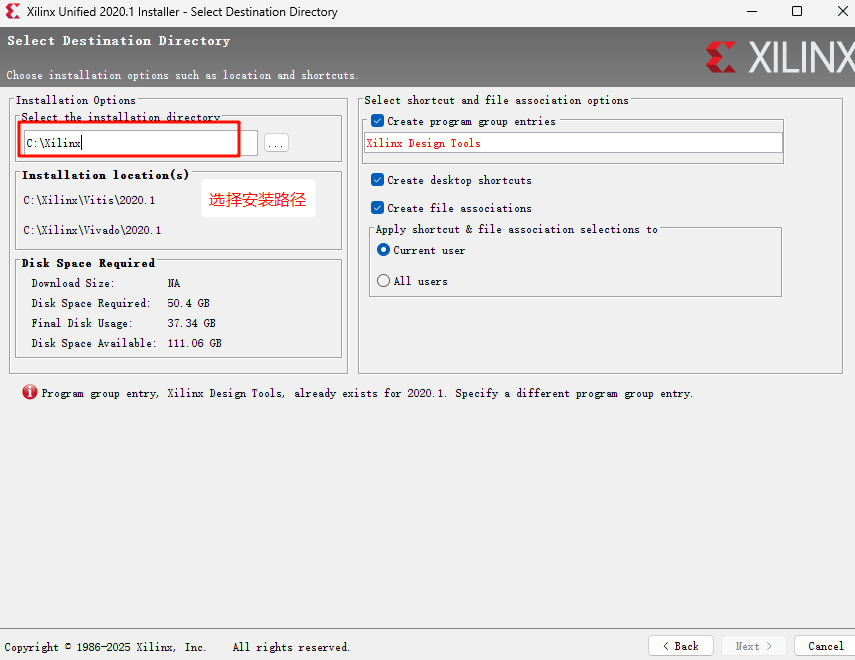 Xilinx Unified 2020.1 Installer - Select Destination Directory
Select Destination Directory
Choose installation options such as location and shortcuts.
XILINX
Installation Options
Select the installation directory
C:\Xilinx
...
Installation location(s)
C:\Xilinx\Vitis\2020.1
选择安装路径
C:\Xilinx\Vivado\2020.1
Disk Space Required
Download Size: NA
Disk Space Required: 50.4 GB
Final Disk Usage: 37.34 GB
Disk Space Available: 111.06 GB
Select shortcut and file association options
Create program group entries
Xilinx Design Tools
Create desktop shortcuts
Create file associations
Apply shortcut & file association selections to
Current user
All users
Program group entry, Xilinx Design Tools, already exists for 2020.1. Specify a different program group entry.
Copyright © 1986-2025 Xilinx, Inc. All rights reserved.
< Back
Next >
Cancel